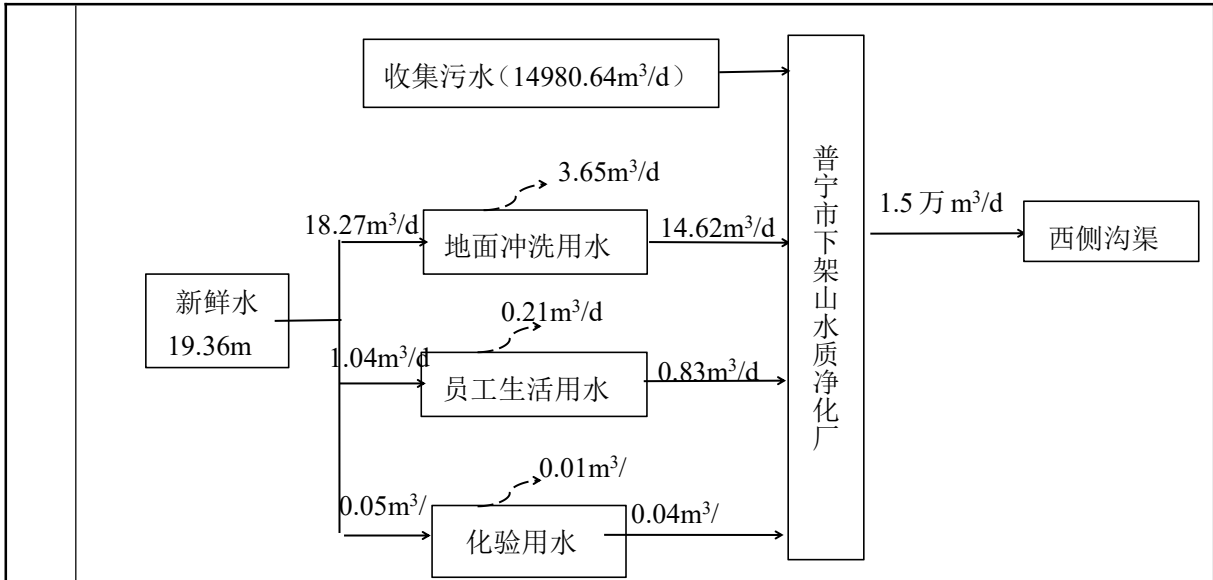 收集污水（14980.64m³/d）
3.65m³/d
18.27m³/d
地面冲洗用水
14.62m³/d
新鲜水
19.36m
0.21m³/d
1.04m³/d
员工生活用水
0.83m³/d
0.01m³/
0.05m³/
化验用水
0.04m³/
普宁市下架山水质净化厂
1.5 万 m³/d
西侧沟渠